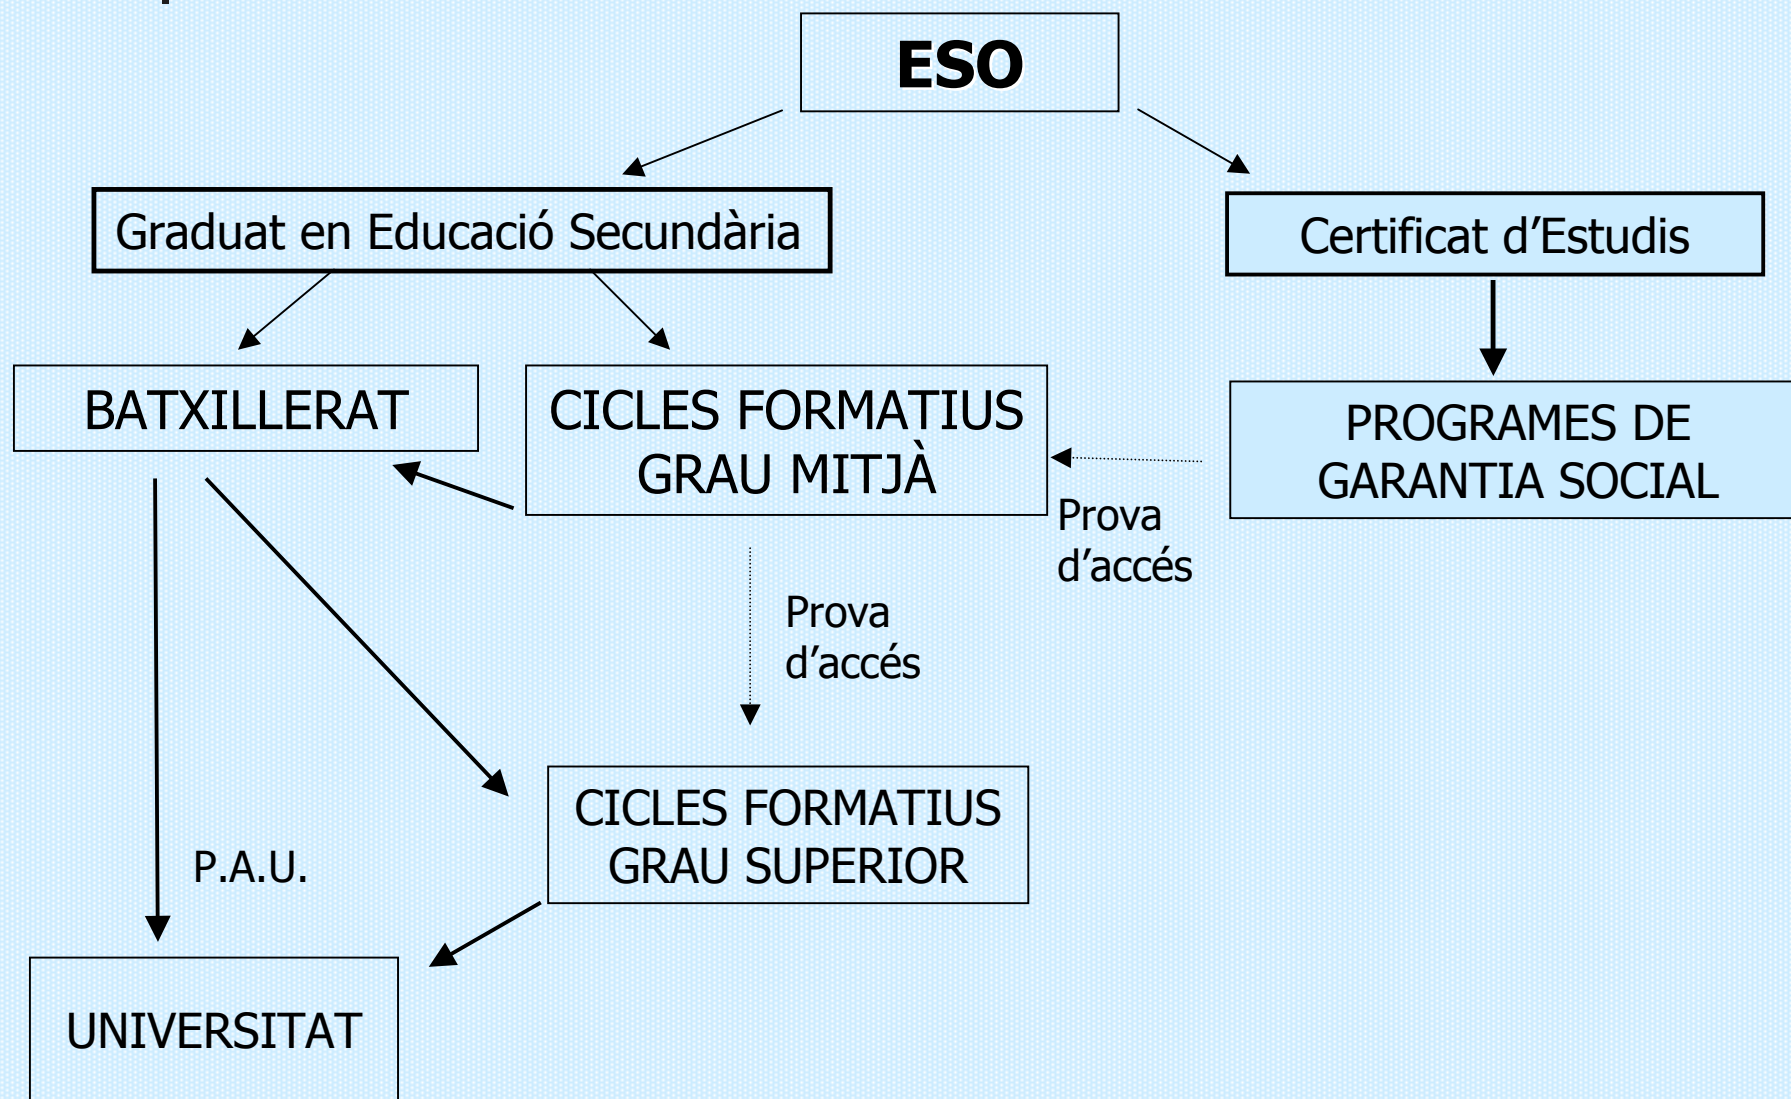 ESO
Graduat en Educació Secundària
Certificat d’Estudis
BATXILLERAT
CICLES FORMATIUS
GRAU MITJÀ
PROGRAMES DE
GARANTIA SOCIAL
Prova
d’accés
Prova
d’accés
CICLES FORMATIUS
GRAU SUPERIOR
P.A.U.
UNIVERSITAT